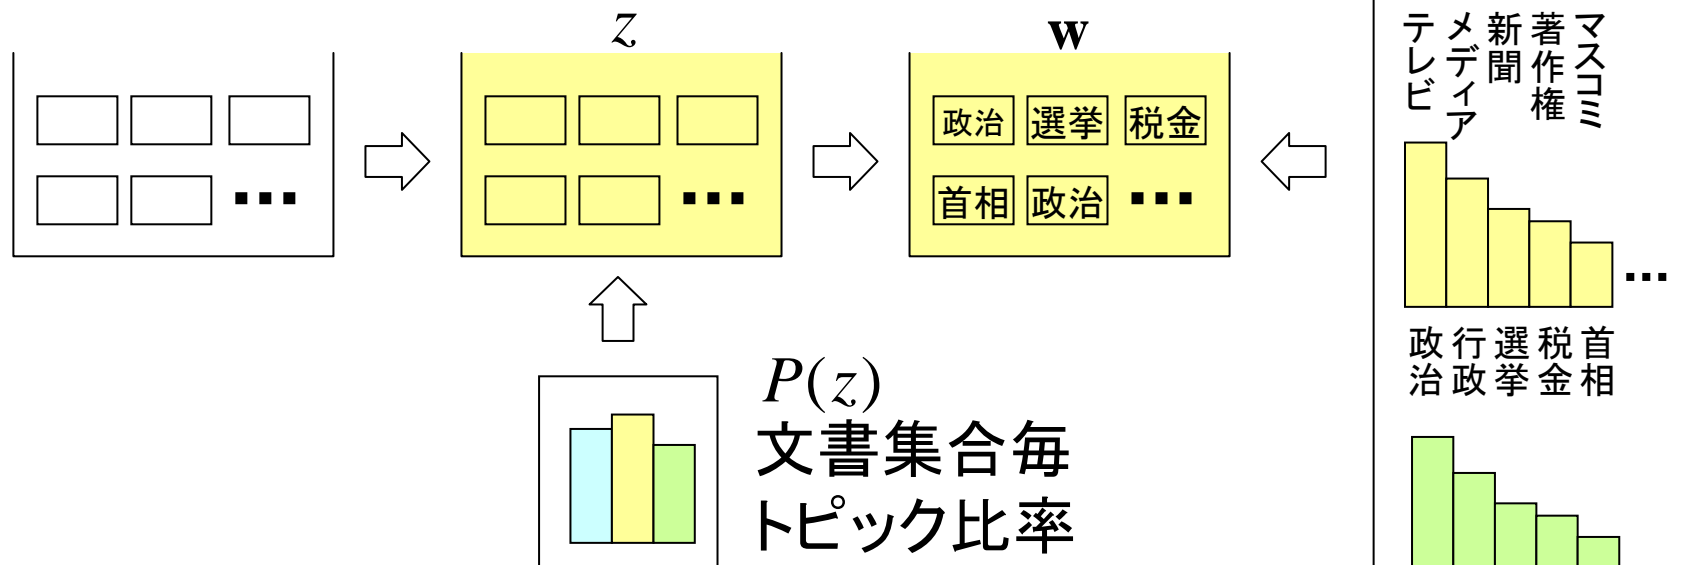 z
w
政治 選挙 税金
首相 政治 ...
P(z)
文書集合毎
トピック比率
テレビ
メディア
新聞
著作権
マスコミ
...
政治
行政
選挙
税金
首相